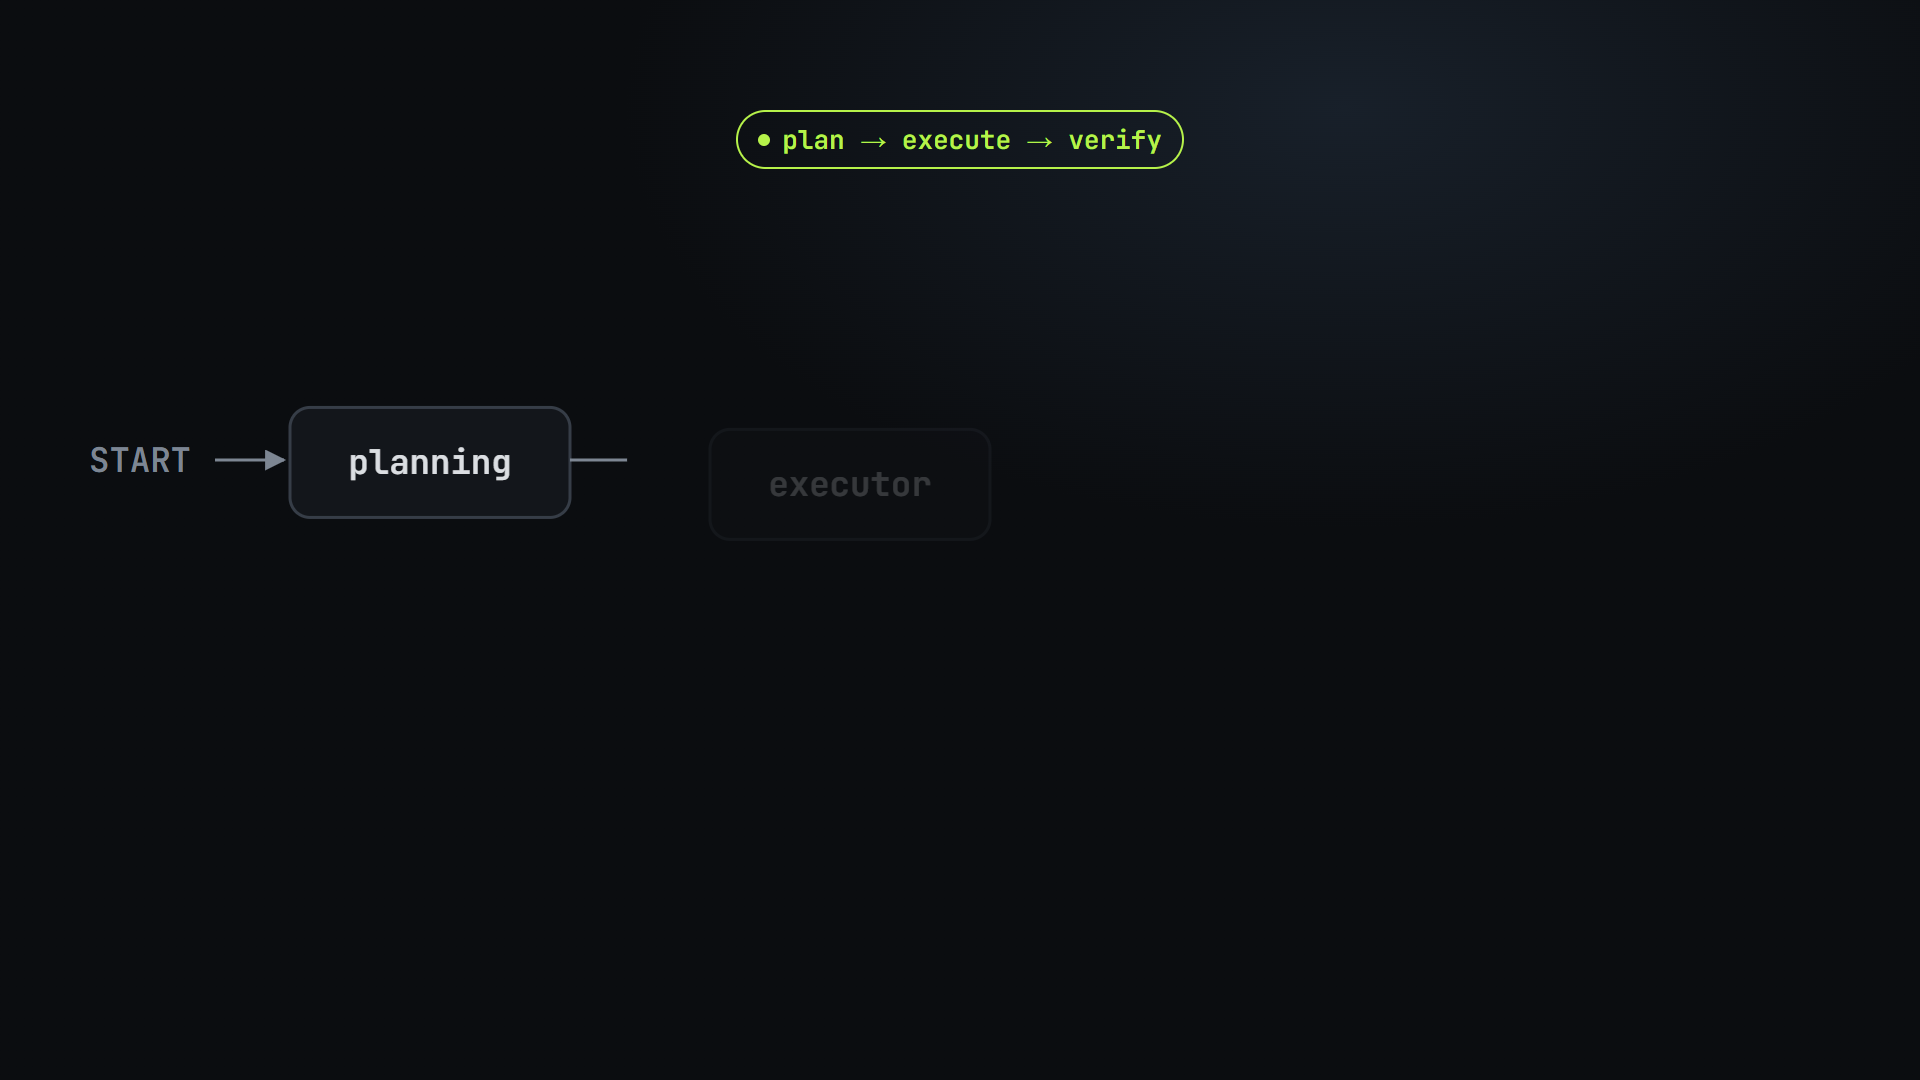 plan → execute → verify
START
planning
executor